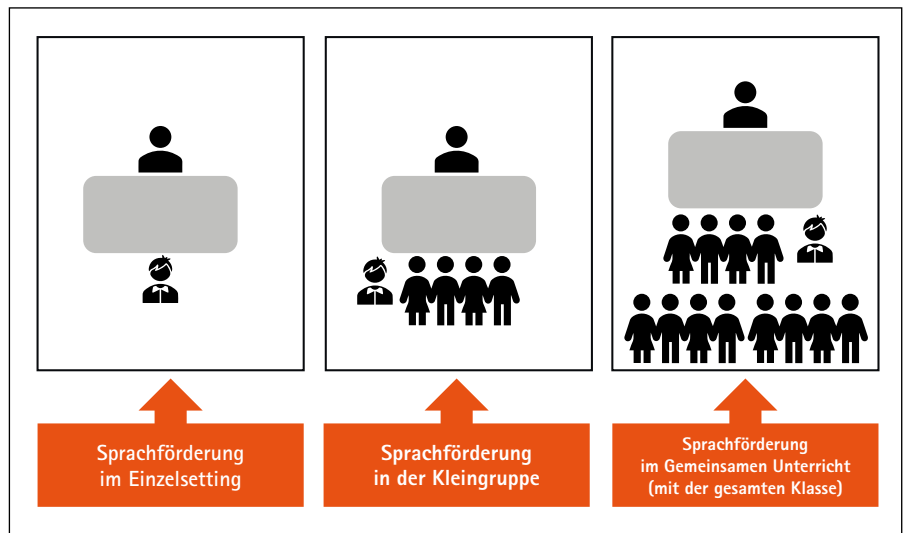 Sprachförderung
im Einzelsetting
Sprachförderung
in der Kleingruppe
Sprachförderung
im Gemeinsamen Unterricht
(mit der gesamten Klasse)